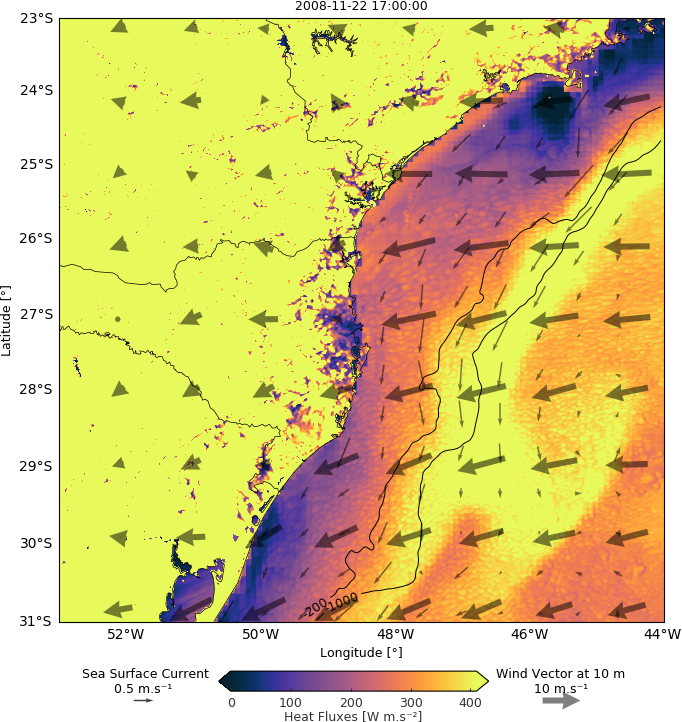 2008-11-22 17:00:00
23°S
24°S
25°S
26°S
27°S
28°S
29°S
30°S
31°S
Latitude [°]
-200
-1000
52°W 50°W 48°W 46°W 44°W
Longitude [°]
Sea Surface Current
0.5 m.s⁻¹
Wind Vector at 10 m
10 m.s⁻¹
0 100 200 300 400
Heat Fluxes [W m.s⁻²]